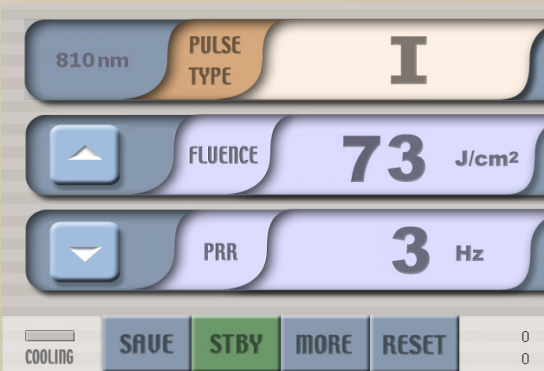 810nm
PULSE
TYPE
I
FLUENCE
73
J/cm²
PRR
3
Hz
COOLING
SAVE
STBY
MORE
RESET
0
0